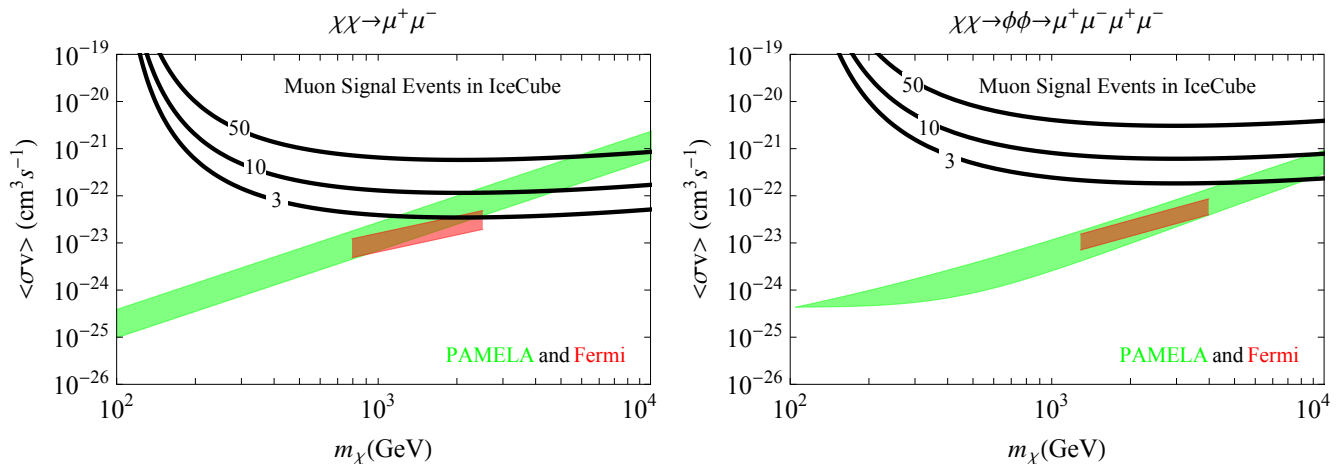 χχ→μ⁺μ⁻
10⁻¹⁹
10⁻²⁰
10⁻²¹
10⁻²²
10⁻²³
10⁻²⁴
10⁻²⁵
10⁻²⁶
<σv> (cm³s⁻¹)
Muon Signal Events in IceCube
50
10
3
PAMELA and Fermi
10²
10³
10⁴
mχ(GeV)
χχ→ϕϕ→μ⁺μ⁻μ⁺μ⁻
10⁻¹⁹
10⁻²⁰
10⁻²¹
10⁻²²
10⁻²³
10⁻²⁴
10⁻²⁵
10⁻²⁶
<σv> (cm³s⁻¹)
Muon Signal Events in IceCube
50
10
3
PAMELA and Fermi
10²
10³
10⁴
mχ(GeV)